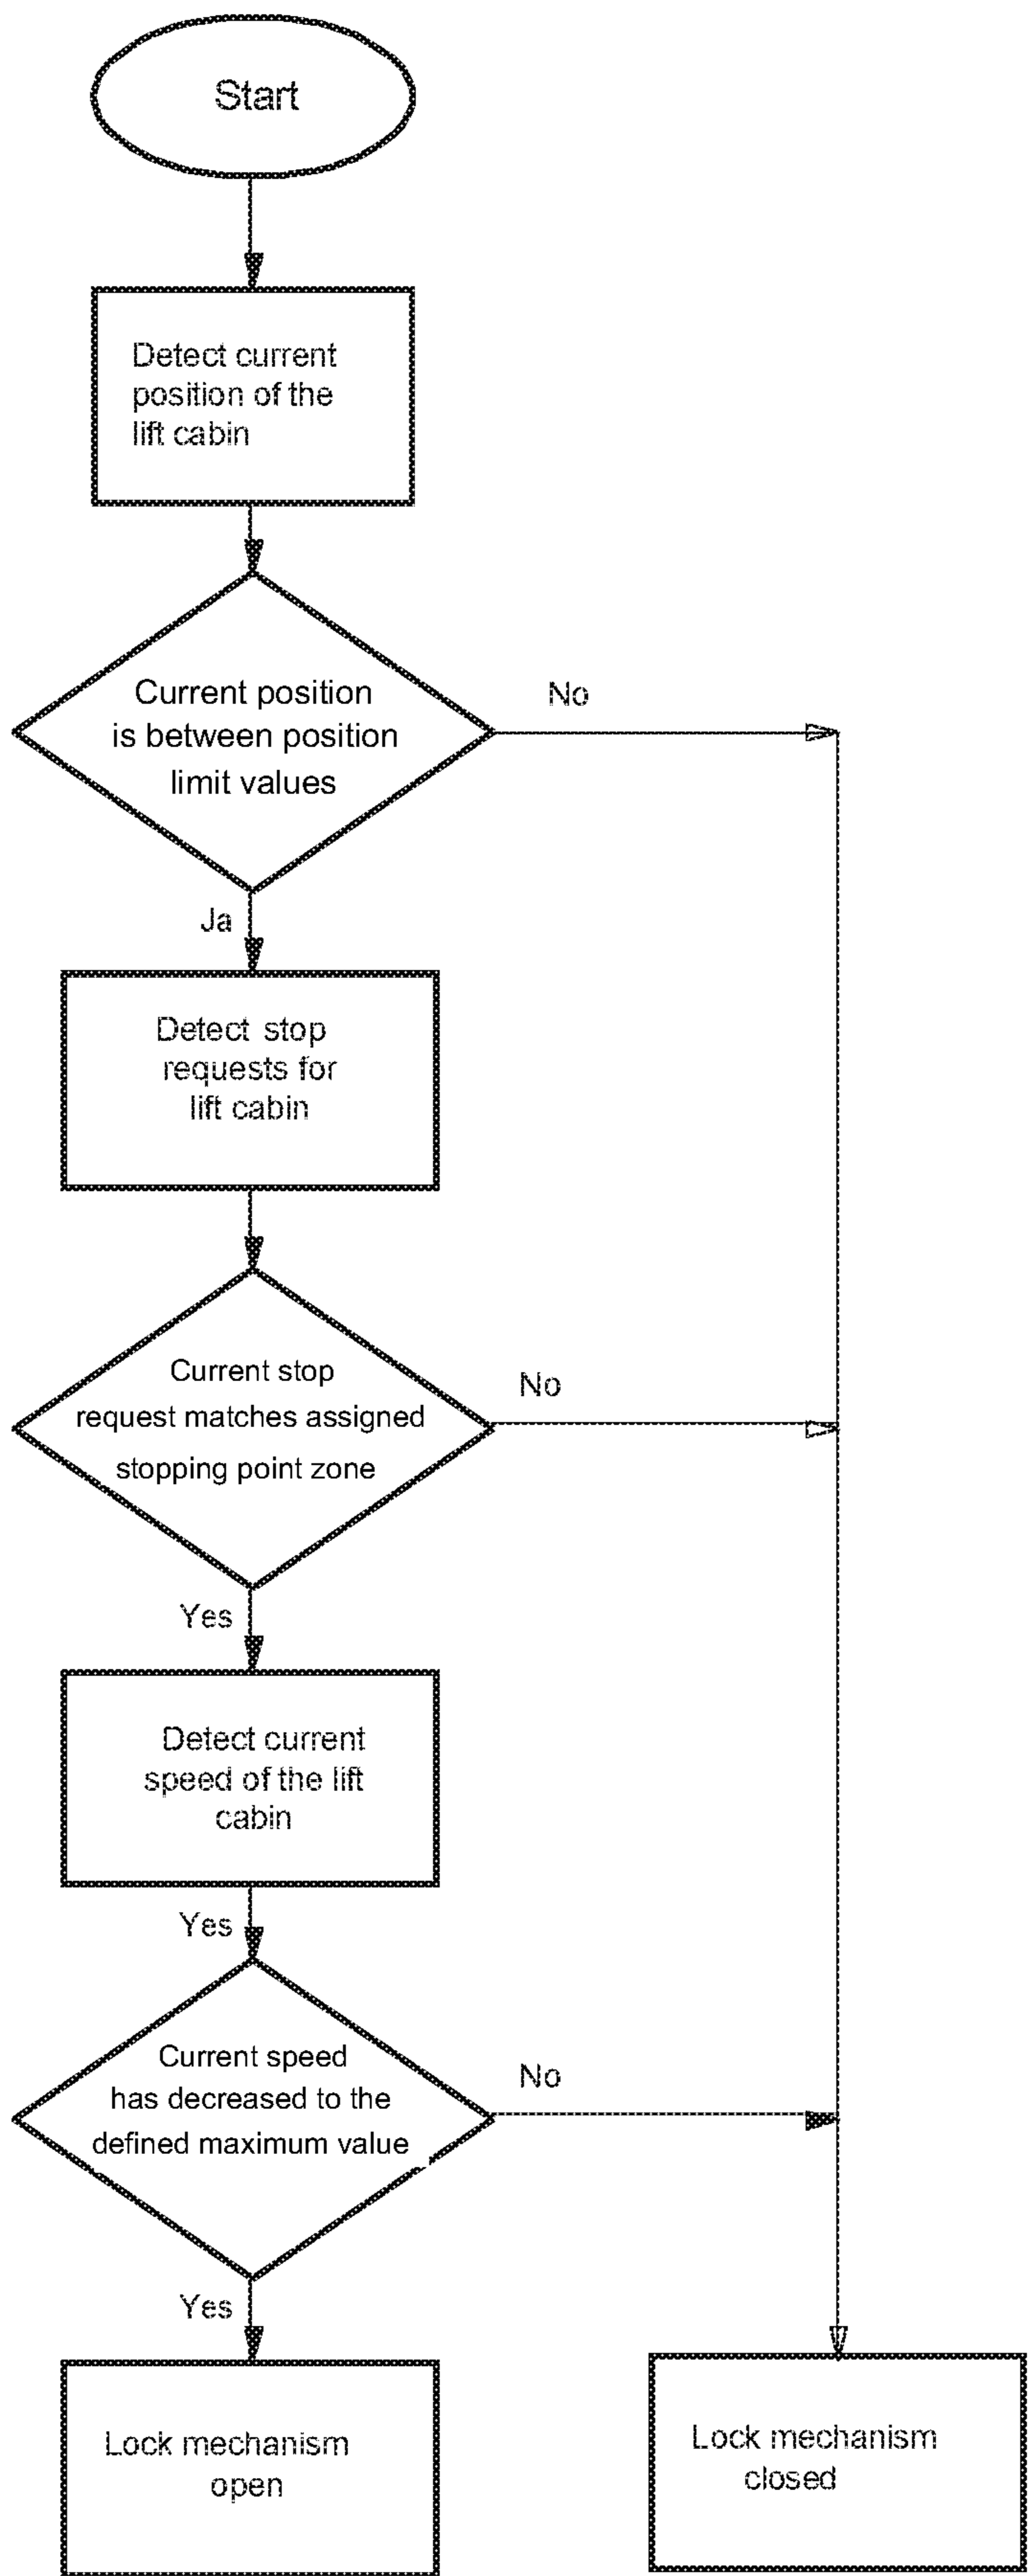 Start
Detect current
position of the
lift cabin
Current position
is between position
limit values
No
Ja
Detect stop
requests for
lift cabin
Current stop
request matches assigned
stopping point zone
No
Yes
Detect current
speed of the lift
cabin
Yes
Current speed
has decreased to the
defined maximum value
No
Yes
Lock mechanism
open
Lock mechanism
closed